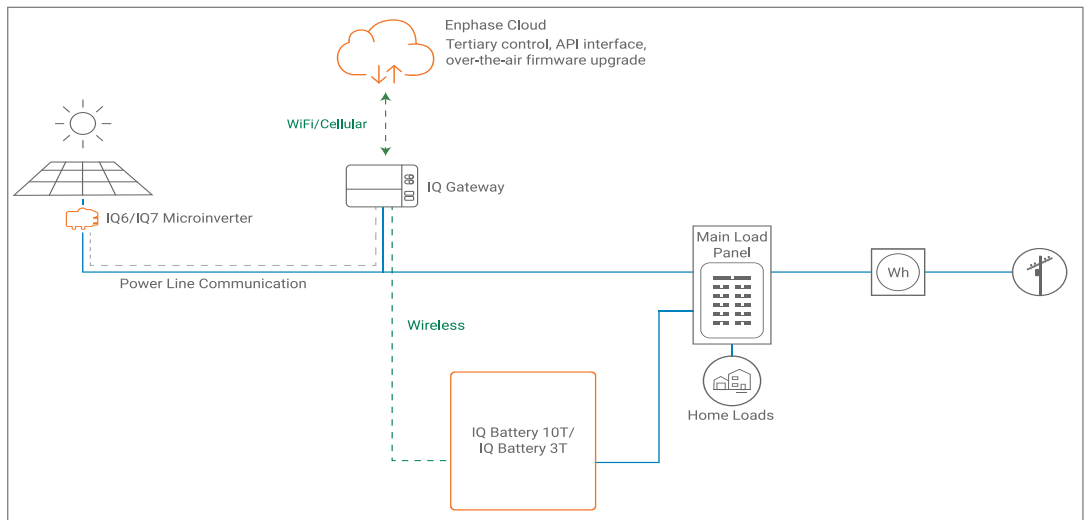 Enphase Cloud
Tertiary control, API interface,
over-the-air firmware upgrade
WiFi/Cellular
IQ Gateway
IQ6/IQ7 Microinverter
Power Line Communication
Main Load
Panel
Wh
Wireless
Home Loads
IQ Battery 10T/
IQ Battery 3T